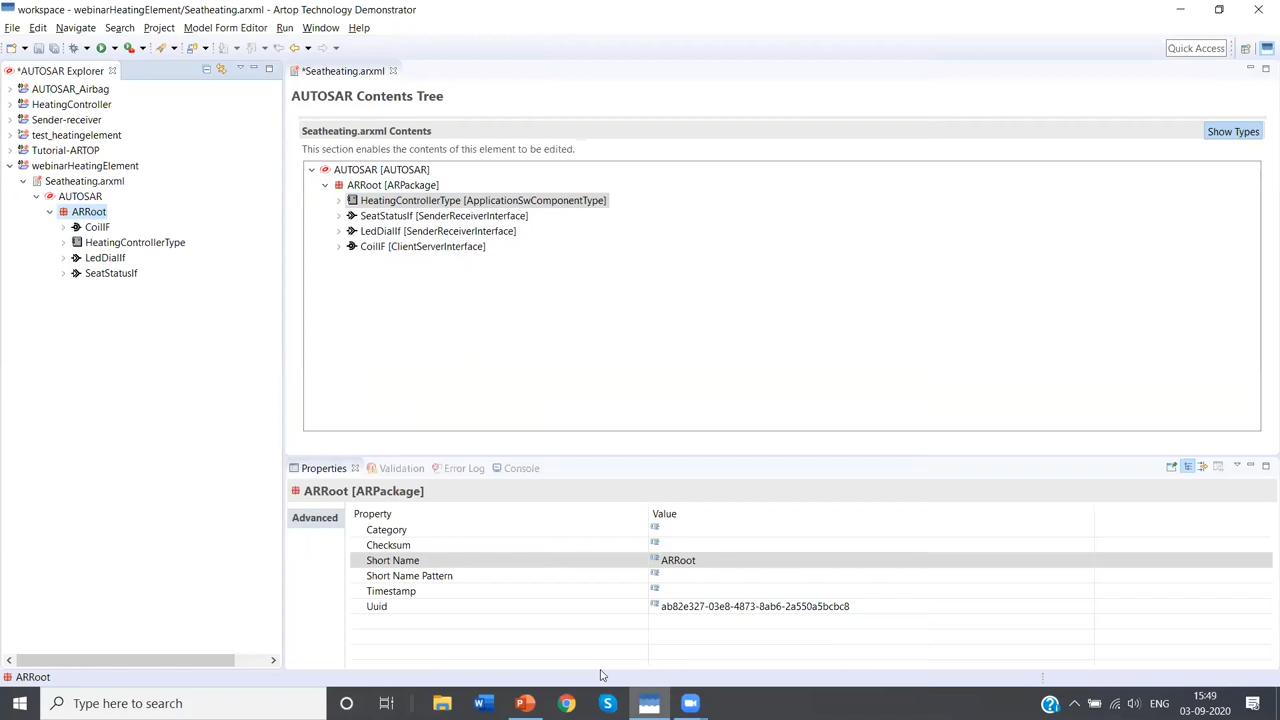 workspace - webinarHeatingElement/Seatheating.arxml - Artop Technology Demonstrator
File Edit Navigate Search Project Model Form Editor Run Window Help
Quick Access
*AUTOSAR Explorer
AUTOSAR_Airbag
HeatingController
Sender-receiver
test_heatingelement
Tutorial-ARTOP
webinarHeatingElement
Seatheating.arxml
AUTOSAR
ARRoot
CoilIF
HeatingControllerType
LedDialIf
SeatStatusIf
*Seatheating.arxml
AUTOSAR Contents Tree
Seatheating.arxml Contents
Show Types
This section enables the contents of this element to be edited.
AUTOSAR [AUTOSAR]
ARRoot [ARPackage]
HeatingControllerType [ApplicationSwComponentType]
SeatStatusIf [SenderReceiverInterface]
LedDialIf [SenderReceiverInterface]
CoilIF [ClientServerInterface]
Properties Validation Error Log Console
ARRoot [ARPackage]
Advanced
Property Value
Category
Checksum
Short Name ARRoot
Short Name Pattern
Timestamp
Uuid ab82e327-03e8-4873-8ab6-2a550a5bcbc8
ARRoot
Type here to search
ENG
15:49
03-09-2020